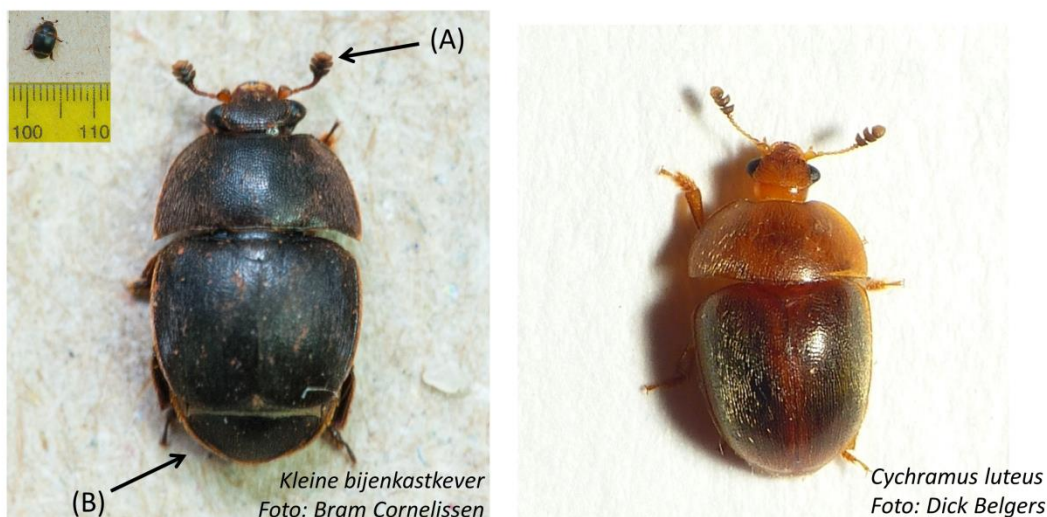 (A)
100 110
(B)
Kleine bijenkastkever
Foto: Bram Cornelissen
Cychramus luteus
Foto: Dick Belgers